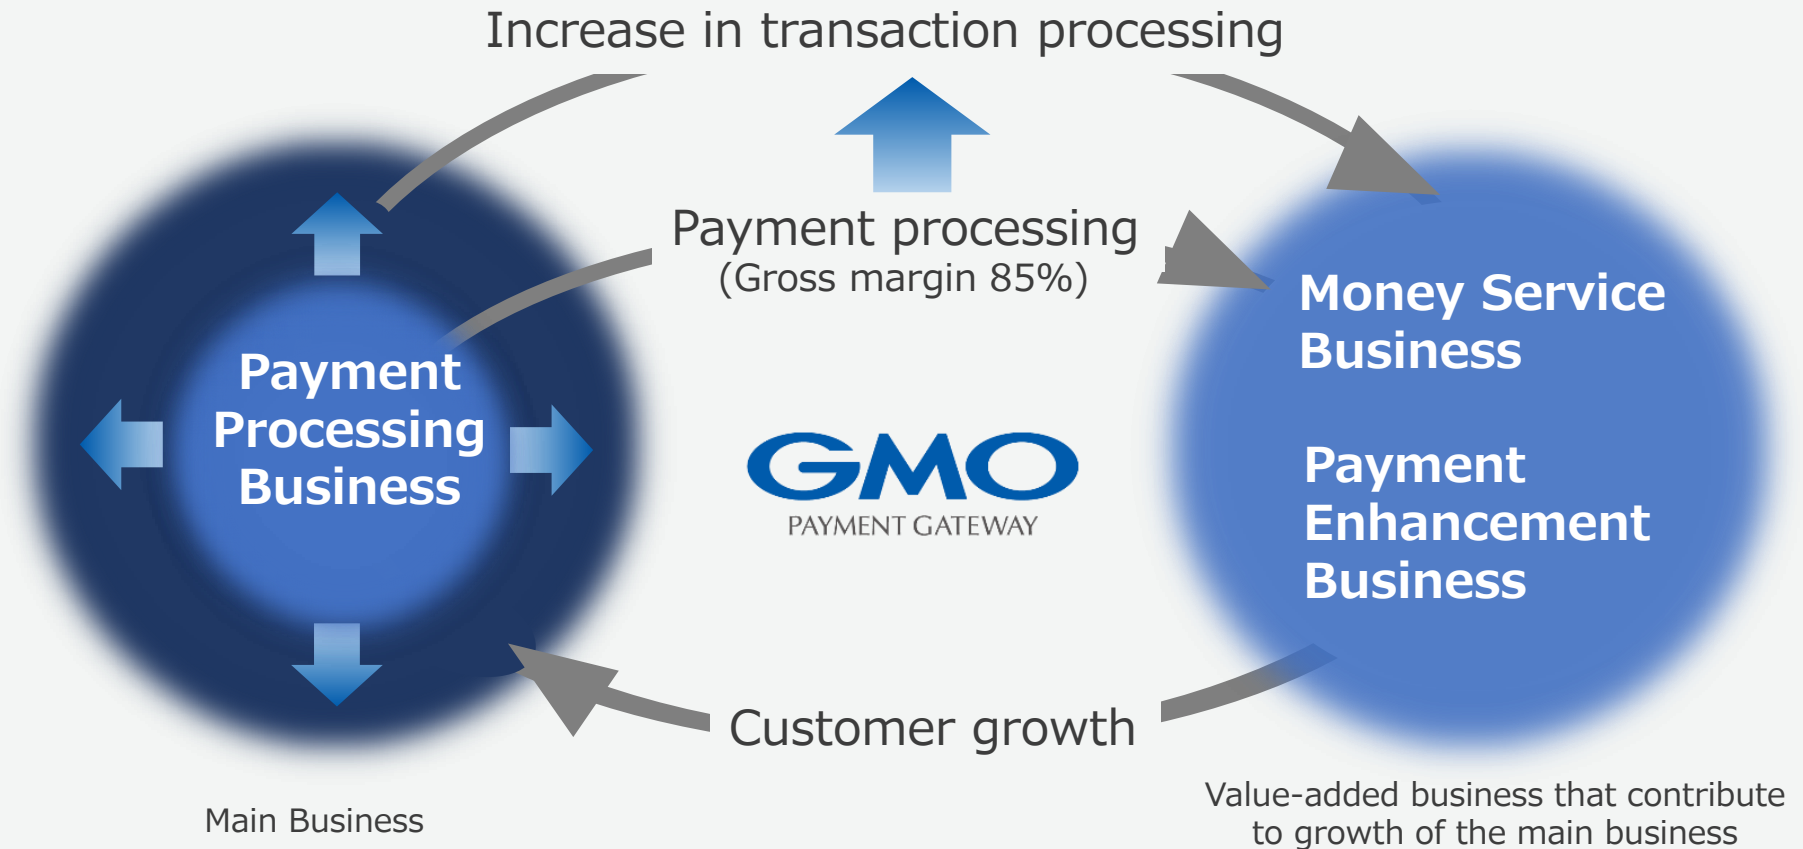 Increase in transaction processing
Payment processing
(Gross margin 85%)
Payment
Processing
Business
Money Service
Business
Payment
Enhancement
Business
GMO
PAYMENT GATEWAY
Customer growth
Main Business
Value-added business that contribute
to growth of the main business